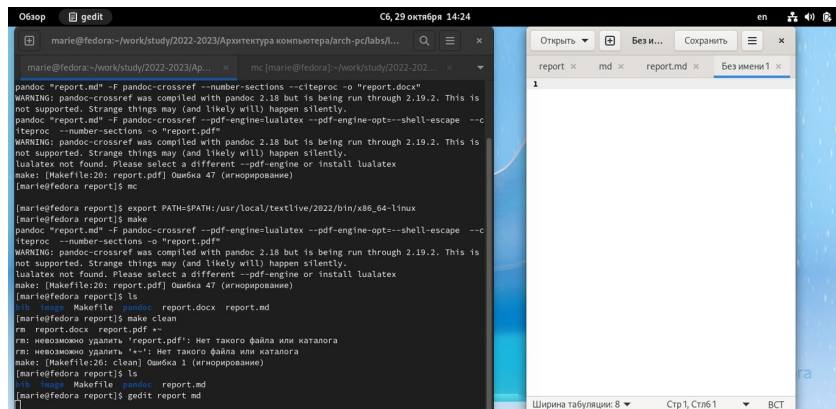 Обзор gedit Сб, 29 октября 14:24 en
marie@fedora:~/work/study/2022-2023/Архитектура компьютера/arch-pc/labs/l...
marie@fedora:~/work/study/2022-2023/Ар... × mc [marie@fedora]:~/work/study/2022-202... ×
pandoc "report.md" -F pandoc-crossref --number-sections --citeproc -o "report.docx"
WARNING: pandoc-crossref was compiled with pandoc 2.18 but is being run through 2.19.2. This is
not supported. Strange things may (and likely will) happen silently.
pandoc "report.md" -F pandoc-crossref --pdf-engine=lualatex --pdf-engine-opt=--shell-escape --c
iteproc --number-sections -o "report.pdf"
WARNING: pandoc-crossref was compiled with pandoc 2.18 but is being run through 2.19.2. This is
not supported. Strange things may (and likely will) happen silently.
lualatex not found. Please select a different --pdf-engine or install lualatex
make: [Makefile:20: report.pdf] Ошибка 47 (игнорирование)
[marie@fedora report]$ mc
[marie@fedora report]$ export PATH=$PATH:/usr/local/textlive/2022/bin/x86_64-linux
[marie@fedora report]$ make
pandoc "report.md" -F pandoc-crossref --pdf-engine=lualatex --pdf-engine-opt=--shell-escape --c
iteproc --number-sections -o "report.pdf"
WARNING: pandoc-crossref was compiled with pandoc 2.18 but is being run through 2.19.2. This is
not supported. Strange things may (and likely will) happen silently.
lualatex not found. Please select a different --pdf-engine or install lualatex
make: [Makefile:20: report.pdf] Ошибка 47 (игнорирование)
[marie@fedora report]$ ls
bib image Makefile pandoc report.docx report.md
[marie@fedora report]$ make clean
rm report.docx report.pdf *~
rm: невозможно удалить 'report.pdf': Нет такого файла или каталога
rm: невозможно удалить '*~': Нет такого файла или каталога
make: [Makefile:26: clean] Ошибка 1 (игнорирование)
[marie@fedora report]$ ls
bib image Makefile pandoc report.md
[marie@fedora report]$ gedit report md
Открыть Без и... Сохранить ×
report × md × report.md × Без имени 1 ×
1
Ширина табуляции: 8 Стр 1, Стлб 1 ВСТ
ra